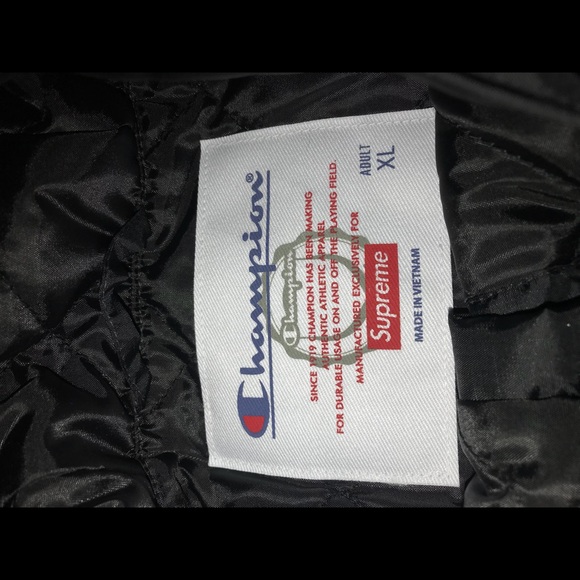 Champion®
Champion
SINCE 1919 CHAMPION HAS BEEN MAKING
AUTHENTIC ATHLETIC APPAREL
FOR DURABLE USAGE ON AND OFF THE PLAYING FIELD.
MANUFACTURED EXCLUSIVELY FOR
Supreme
ADULT
XL
MADE IN VIETNAM